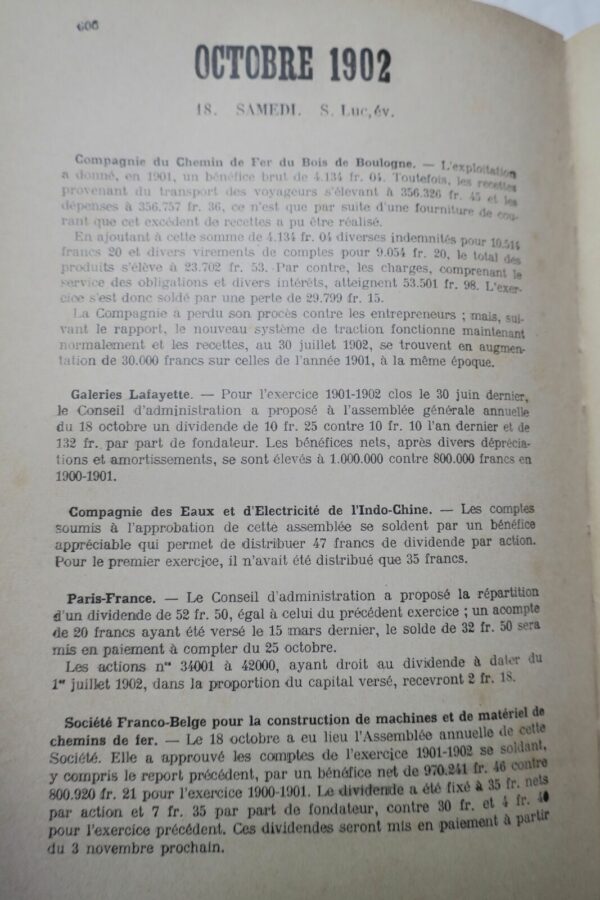 606
OCTOBRE 1902
18. SAMEDI. S. Luc, év.
Compagnie du Chemin de Fer du Bois de Boulogne. — L'exploitation
a donné, en 1901, un bénéfice brut de 4.134 fr. 04. Toutefois, les recettes
provenant du transport des voyageurs s'élevant à 356.326 fr. 45 et les
dépenses à 356.757 fr. 36, ce n'est que par suite d'une fourniture de cou-
rant que cet excédent de recettes a pu être réalisé.
En ajoutant à cette somme de 4.134 fr. 04 diverses indemnités pour 10.514
francs 20 et divers virements de comptes pour 9.054 fr. 20, le total des
produits s'élève à 23.702 fr. 53. Par contre, les charges, comprenant le
service des obligations et divers intérêts, atteignent 53.501 fr. 98. L'exer-
cice s'est donc soldé par une perte de 29.799 fr. 15.
La Compagnie a perdu son procès contre les entrepreneurs ; mais, sui-
vant le rapport, le nouveau système de traction fonctionne maintenant
normalement et les recettes, au 30 juillet 1902, se trouvent en augmen-
tation de 30.000 francs sur celles de l'année 1901, à la même époque.
Galeries Lafayette. — Pour l'exercice 1901-1902 clos le 30 juin dernier,
le Conseil d'administration a proposé à l'assemblée générale annuelle
du 18 octobre un dividende de 10 fr. 25 contre 10 fr. 10 l'an dernier et de
132 fr. par part de fondateur. Les bénéfices nets, après divers déprécia-
tions et amortissements, se sont élevés à 1.000.000 contre 800.000 francs en
1900-1901.
Compagnie des Eaux et d'Electricité de l'Indo-Chine. — Les comptes
soumis à l'approbation de cette assemblée se soldent par un bénéfice
appréciable qui permet de distribuer 47 francs de dividende par action.
Pour le premier exercice, il n'avait été distribué que 35 francs.
Paris-France. — Le Conseil d'administration a proposé la répartition
d'un dividende de 52 fr. 50, égal à celui du précédent exercice ; un acompte
de 20 francs ayant été versé le 15 mars dernier, le solde de 32 fr. 50 sera
mis en paiement à compter du 25 octobre.
Les actions nos 34001 à 42000, ayant droit au dividende à dater du
1er juillet 1902, dans la proportion du capital versé, recevront 2 fr. 18.
Société Franco-Belge pour la construction de machines et de matériel de
chemins de fer. — Le 18 octobre a eu lieu l'Assemblée annuelle de cette
Société. Elle a approuvé les comptes de l'exercice 1901-1902 se soldant,
y compris le report précédent, par un bénéfice net de 970.241 fr. 46 contre
800.920 fr. 21 pour l'exercice 1900-1901. Le dividende a été fixé à 35 fr. nets
par action et 7 fr. 35 par part de fondateur, contre 30 fr. et 4 fr.
pour l'exercice précédent. Ces dividendes seront mis en paiement à partir
du 3 novembre prochain.